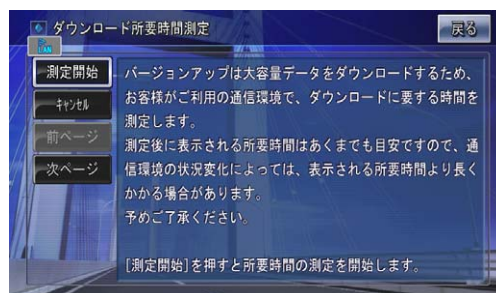 ダウンロード所要時間測定
戻る
PAN
測定開始
キャンセル
前ページ
次ページ
バージョンアップは大容量データをダウンロードするため、
お客様がご利用の通信環境で、ダウンロードに要する時間を
測定します。
測定後に表示される所要時間はあくまでも目安ですので、通
信環境の状況変化によっては、表示される所要時間より長く
かかる場合があります。
予めご了承ください。
[測定開始]を押すと所要時間の測定を開始します。